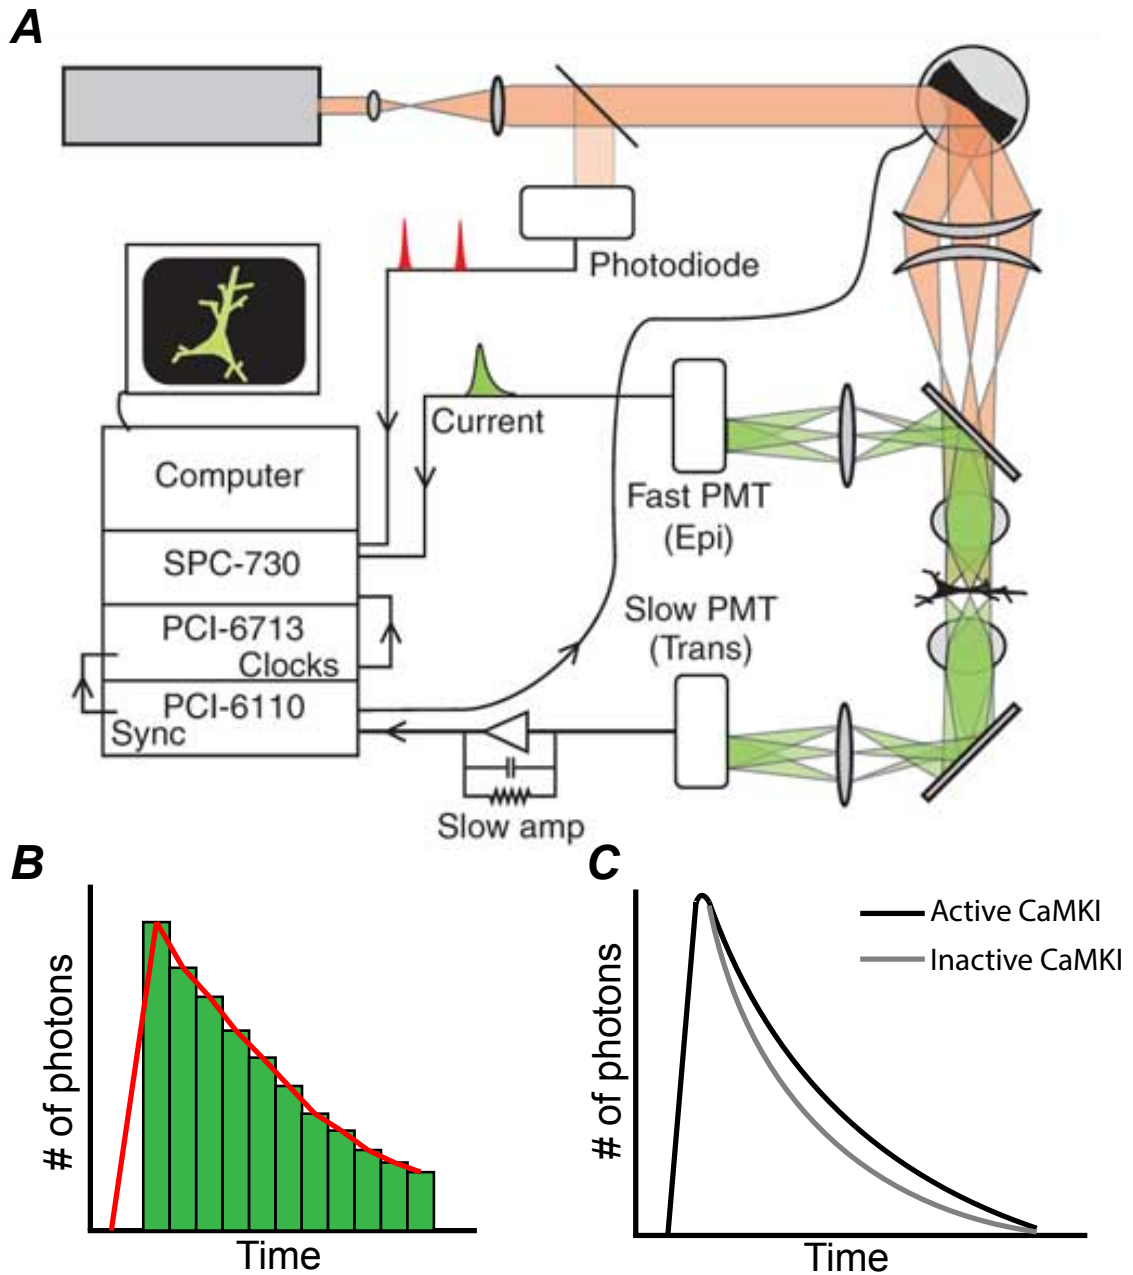 A
Photodiode
Current
Computer
Fast PMT
(Epi)
SPC-730
Slow PMT
(Trans)
PCI-6713
Clocks
PCI-6110
Sync
Slow amp
B
# of photons
Time
C
# of photons
Active CaMKI
Inactive CaMKI
Time